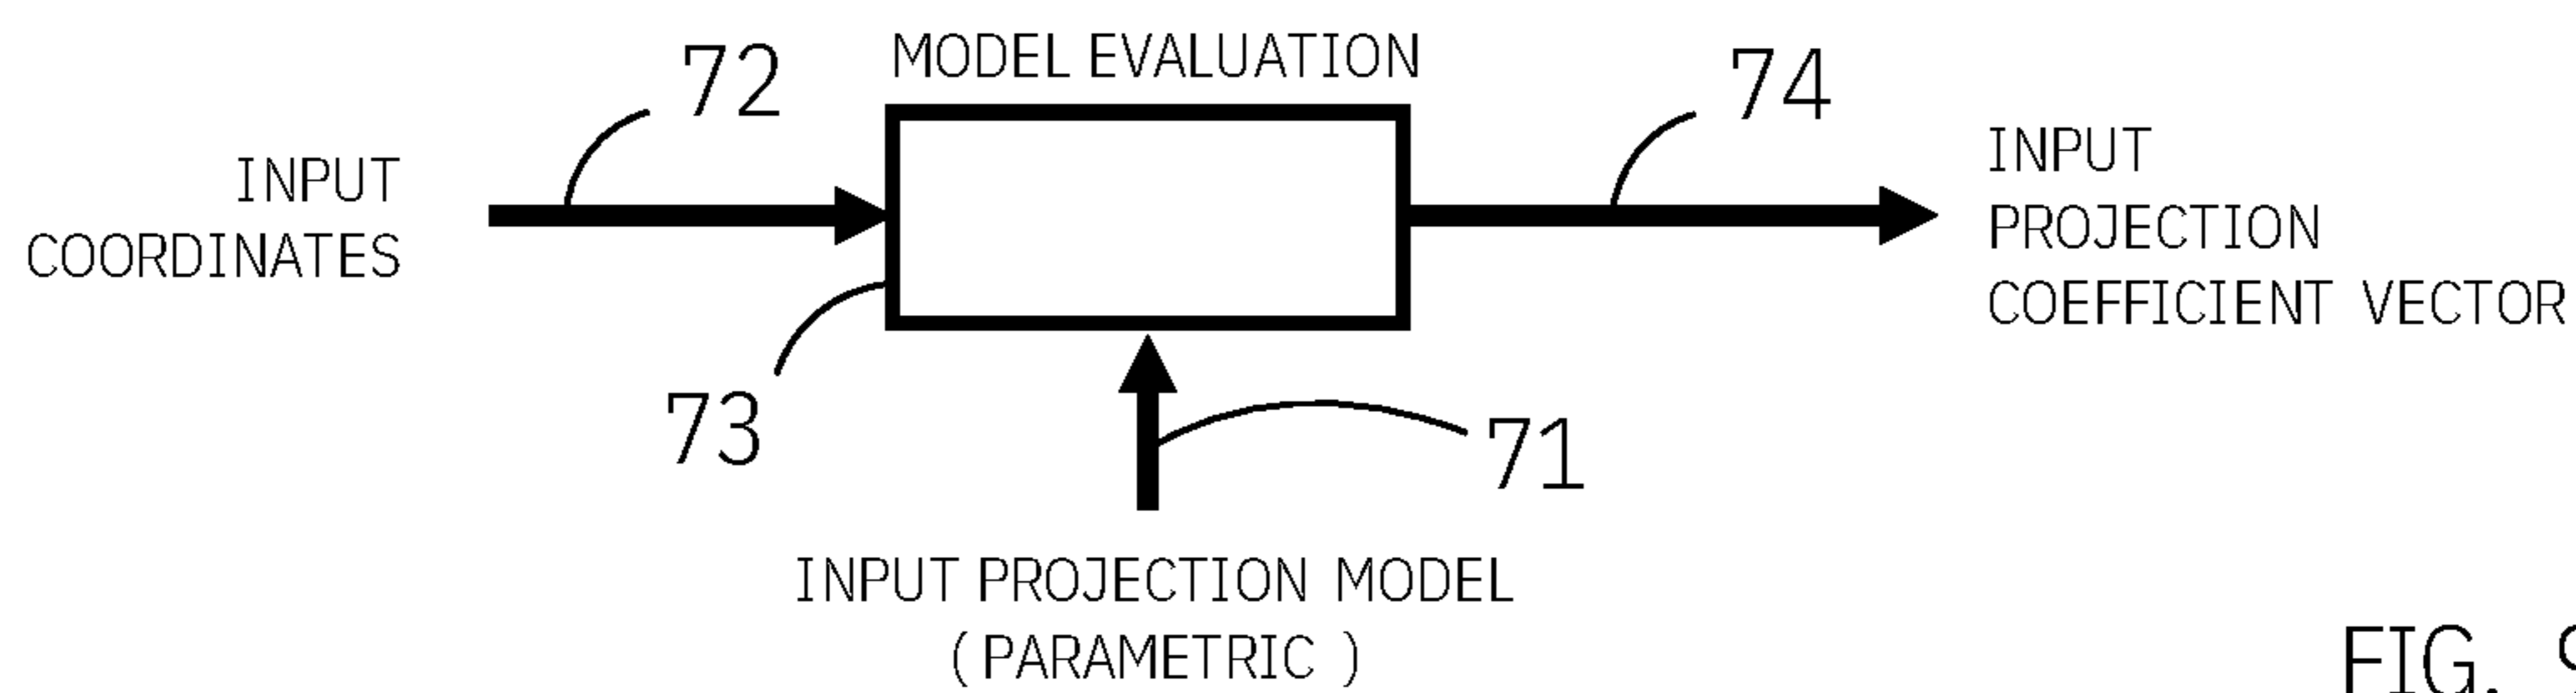 MODEL EVALUATION
72
74
INPUT
COORDINATES
INPUT
PROJECTION
COEFFICIENT VECTOR
73
71
INPUT PROJECTION MODEL
( PARAMETRIC )
FIG.